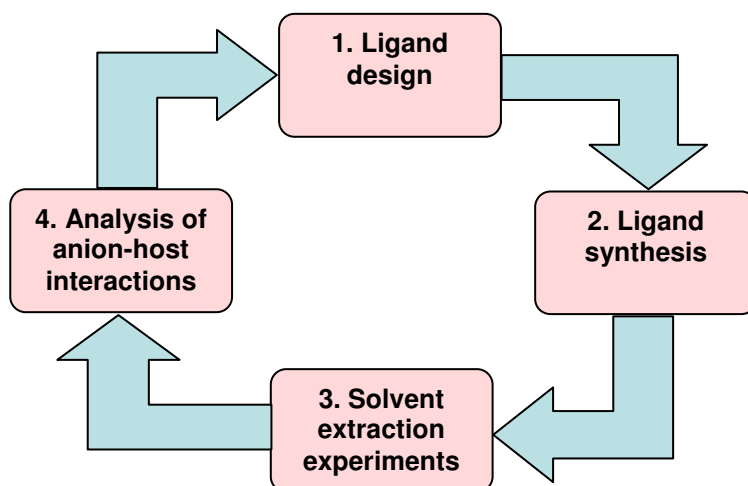 1. Ligand
design
2. Ligand
synthesis
3. Solvent
extraction
experiments
4. Analysis of
anion-host
interactions